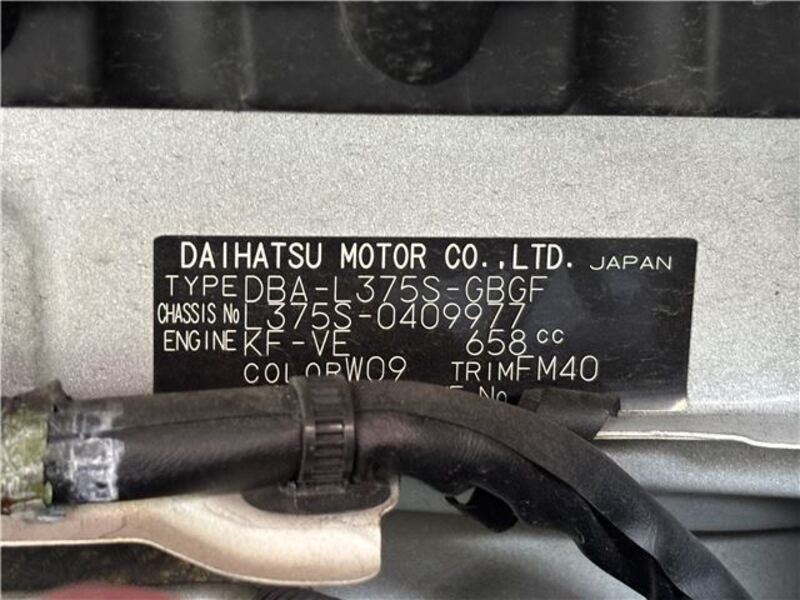 DAIHATSU MOTOR CO.,LTD. JAPAN
TYPE DBA-L375S-GBGF
CHASSIS No L375S-0409977
ENGINE KF-VE 658 cc
COLOR W09 TRIM FM40
No